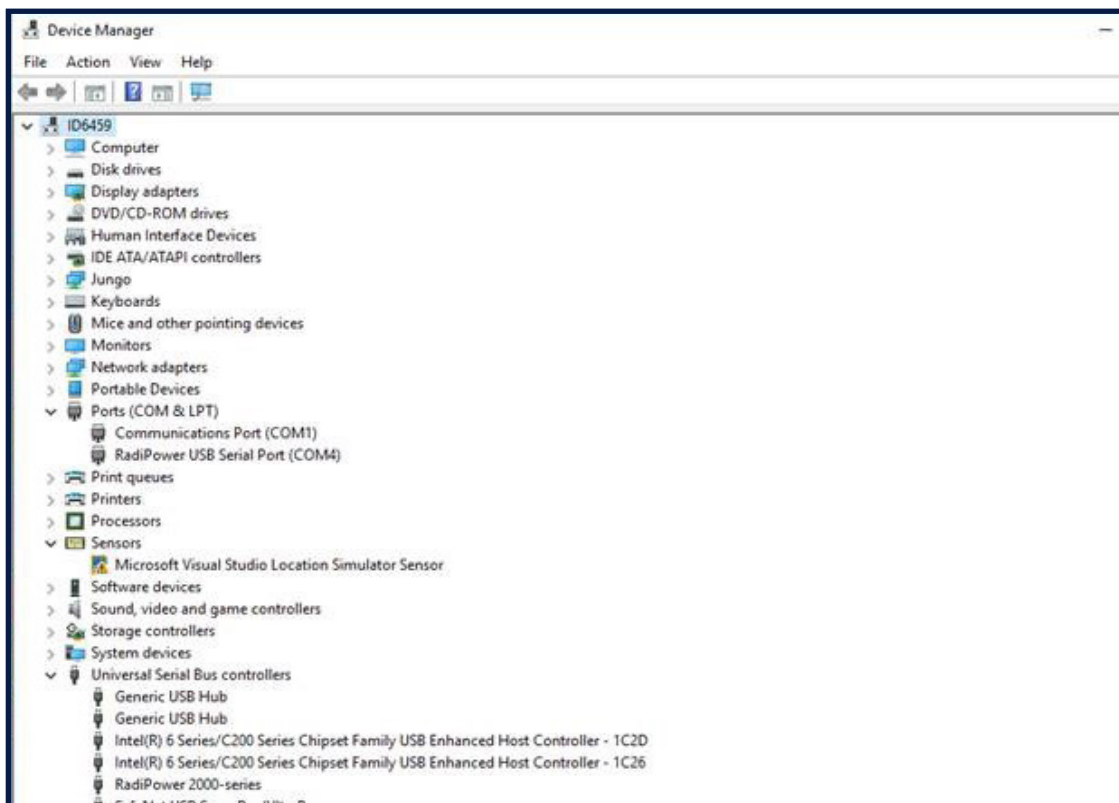 Device Manager
File Action View Help
ID6459
Computer
Disk drives
Display adapters
DVD/CD-ROM drives
Human Interface Devices
IDE ATA/ATAPI controllers
Jungo
Keyboards
Mice and other pointing devices
Monitors
Network adapters
Portable Devices
Ports (COM & LPT)
Communications Port (COM1)
RadiPower USB Serial Port (COM4)
Print queues
Printers
Processors
Sensors
Microsoft Visual Studio Location Simulator Sensor
Software devices
Sound, video and game controllers
Storage controllers
System devices
Universal Serial Bus controllers
Generic USB Hub
Generic USB Hub
Intel(R) 6 Series/C200 Series Chipset Family USB Enhanced Host Controller - 1C2D
Intel(R) 6 Series/C200 Series Chipset Family USB Enhanced Host Controller - 1C26
RadiPower 2000-series